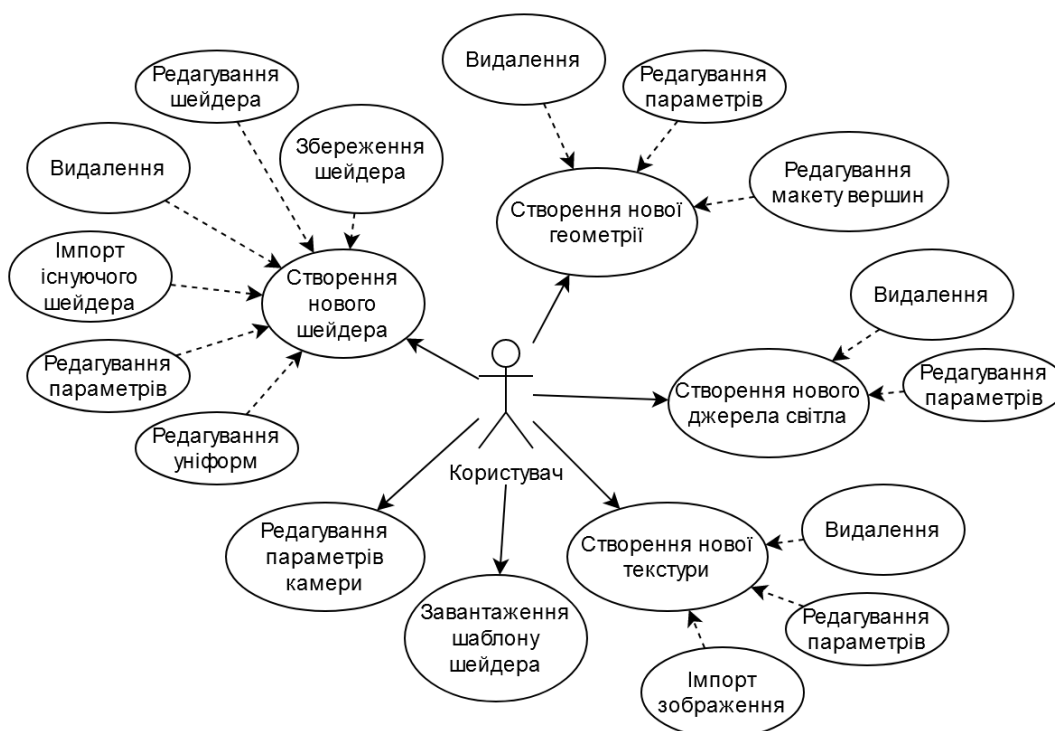 Видалення
Редагування
параметрів
Редагування
шейдера
Збереження
шейдера
Видалення
Редагування
макету вершин
Створення нової
геометрії
Імпорт
існуючого
шейдера
Створення
нового
шейдера
Видалення
Редагування
параметрів
Створення нового
джерела світла
Редагування
параметрів
Редагування
уніформ
Користувач
Редагування
параметрів
камери
Створення нової
текстури
Видалення
Завантаження
шаблону
шейдера
Редагування
параметрів
Імпорт
зображення